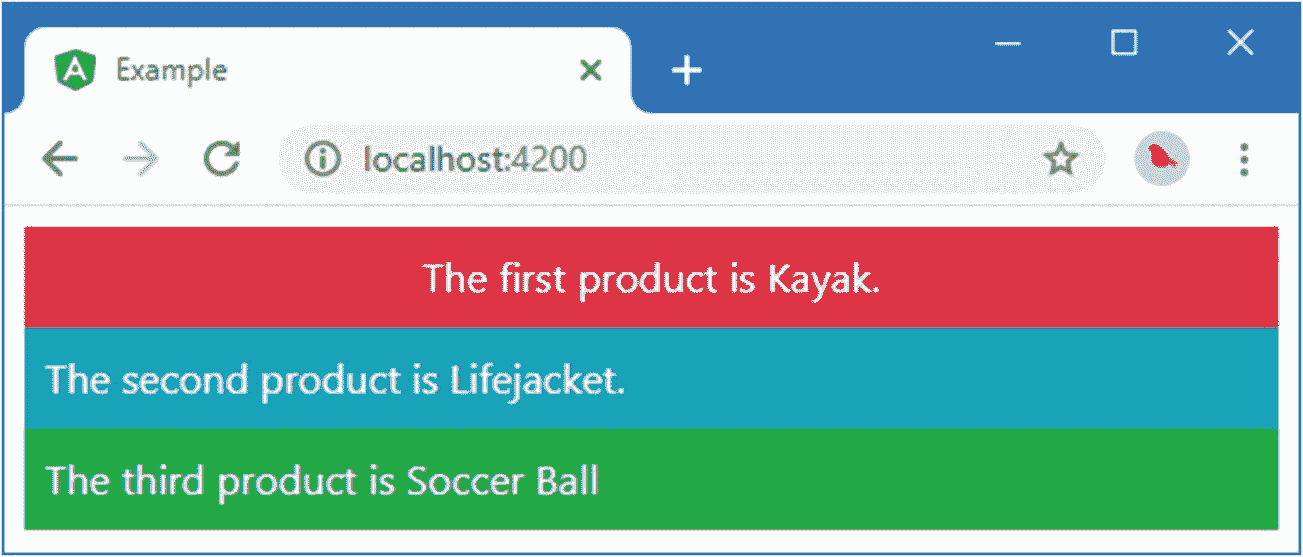 Example
localhost:4200
The first product is Kayak.
The second product is Lifejacket.
The third product is Soccer Ball